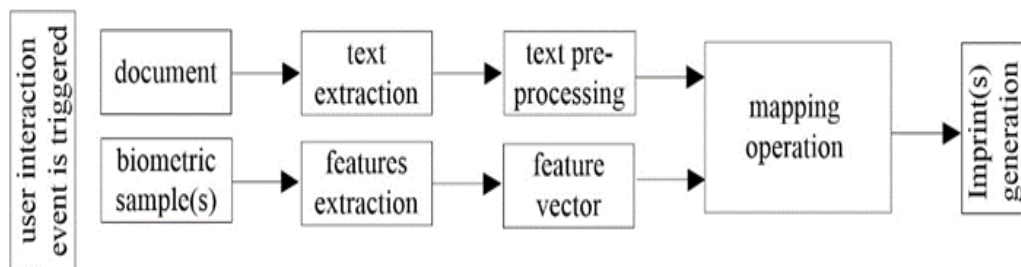 user interaction
event is triggered
document
text
extraction
text pre-
processing
biometric
sample(s)
features
extraction
feature
vector
mapping
operation
Imprint(s)
generation